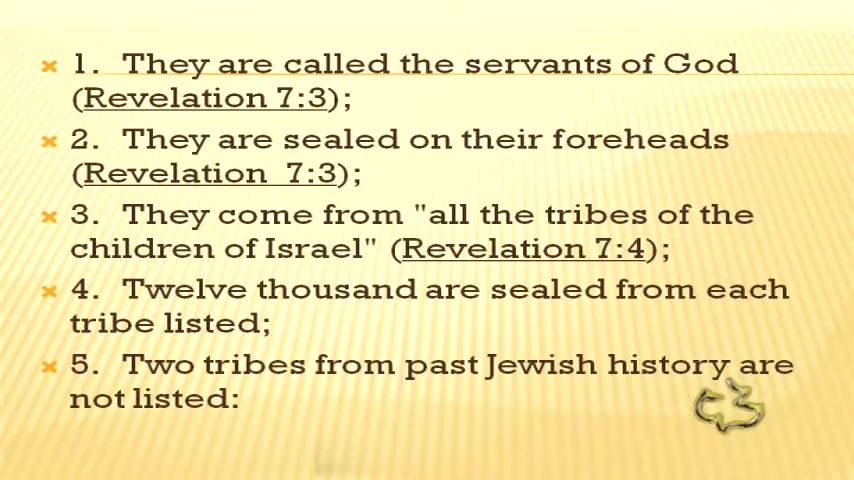 1. They are called the servants of God
(Revelation 7:3);
2. They are sealed on their foreheads
(Revelation 7:3);
3. They come from "all the tribes of the
children of Israel" (Revelation 7:4);
4. Twelve thousand are sealed from each
tribe listed;
5. Two tribes from past Jewish history are
not listed: